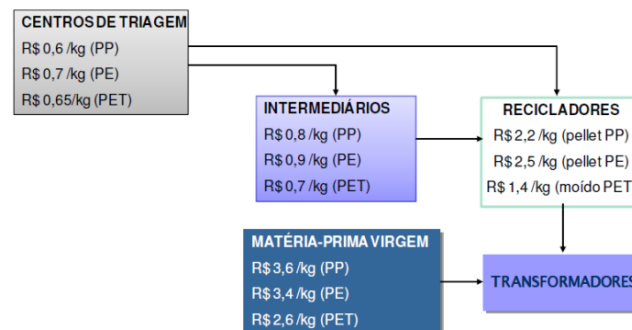 CENTROS DE TRIAGEM
R$ 0,6 /kg (PP)
R$ 0,7 /kg (PE)
R$ 0,65/kg (PET)
INTERMEDIÁRIOS
R$ 0,8 /kg (PP)
R$ 0,9 /kg (PE)
R$ 0,7 /kg (PET)
RECICLADORES
R$ 2,2 /kg (pellet PP)
R$ 2,5 /kg (pellet PE)
R$ 1,4 /kg (moído PET
MATÉRIA-PRIMA VIRGEM
R$ 3,6 /kg (PP)
R$ 3,4 /kg (PE)
R$ 2,6 /kg (PET)
TRANSFORMADORES